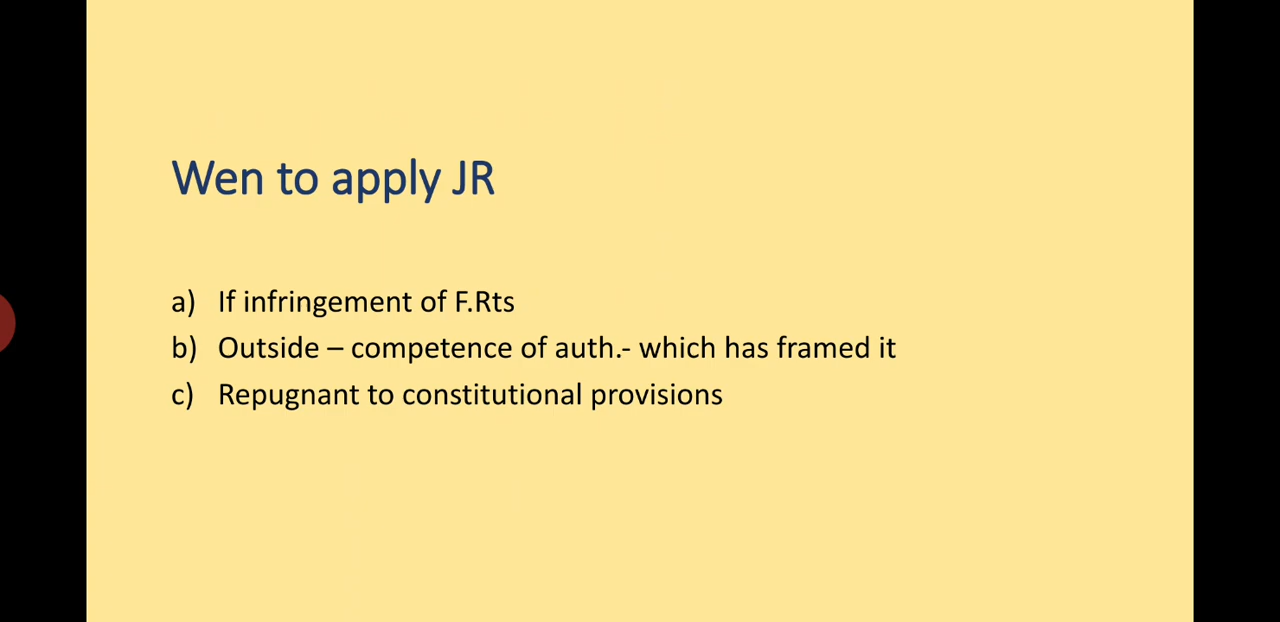 Wen to apply JR
a) If infringement of F.Rts
b) Outside – competence of auth.- which has framed it
c) Repugnant to constitutional provisions